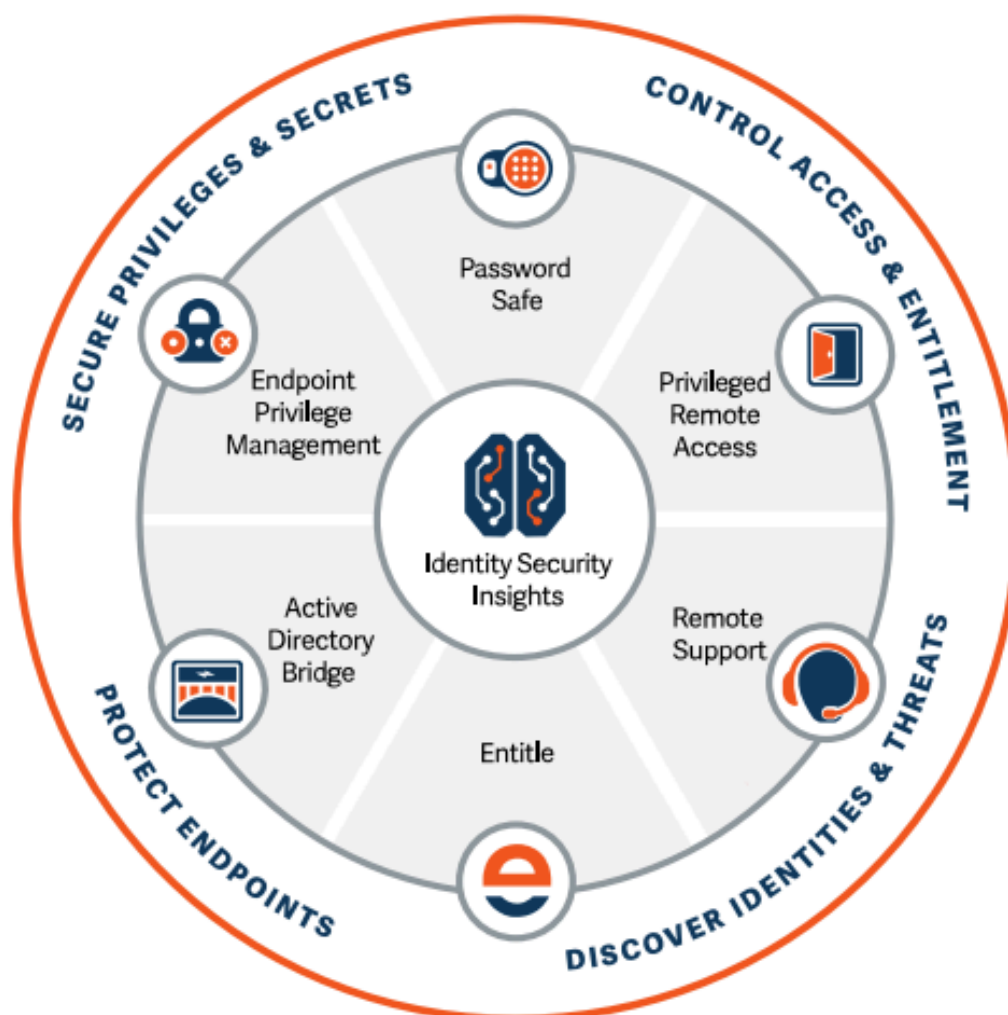 SECURE PRIVILEGES & SECRETS
CONTROL ACCESS & ENTITLEMENT
Password
Safe
Endpoint
Privilege
Management
Privileged
Remote
Access
Identity Security
Insights
Active
Directory
Bridge
Remote
Support
Entitle
PROTECT ENDPOINTS
DISCOVER IDENTITIES & THREATS